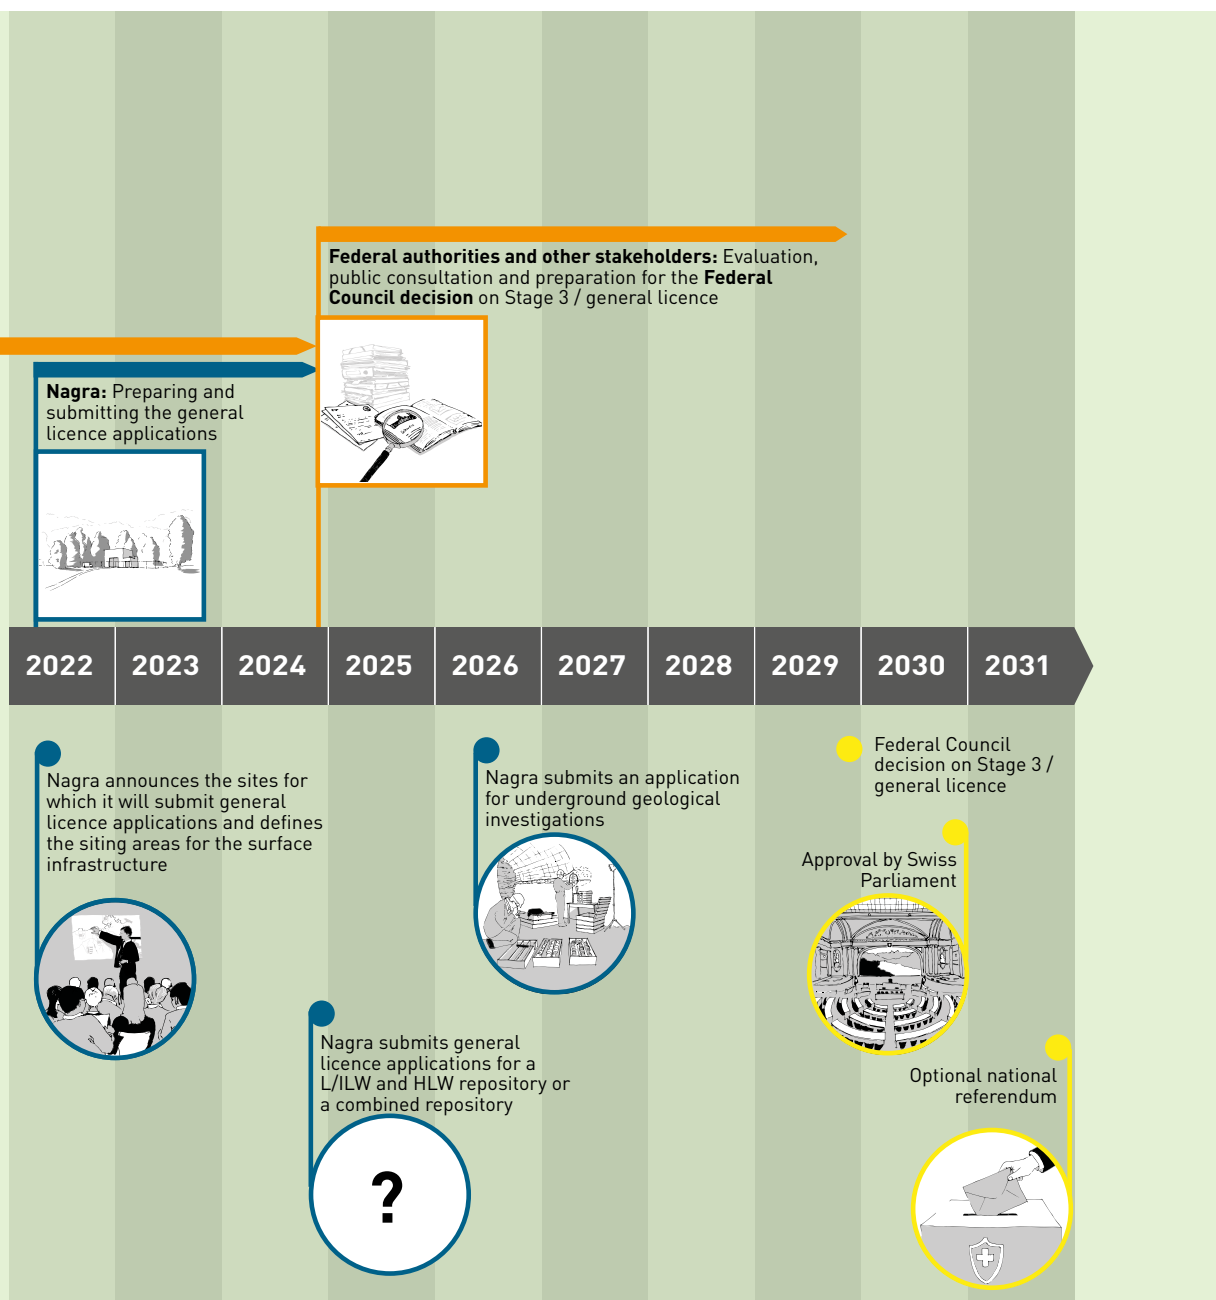 Federal authorities and other stakeholders: Evaluation,
public consultation and preparation for the Federal
Council decision on Stage 3 / general licence
Nagra: Preparing and
submitting the general
licence applications
2022 2023 2024 2025 2026 2027 2028 2029 2030 2031
Nagra announces the sites for
which it will submit general
licence applications and defines
the siting areas for the surface
infrastructure
Nagra submits general
licence applications for a
L/ILW and HLW repository or
a combined repository
?
Nagra submits an application
for underground geological
investigations
Federal Council
decision on Stage 3 /
general licence
Approval by Swiss
Parliament
Optional national
referendum